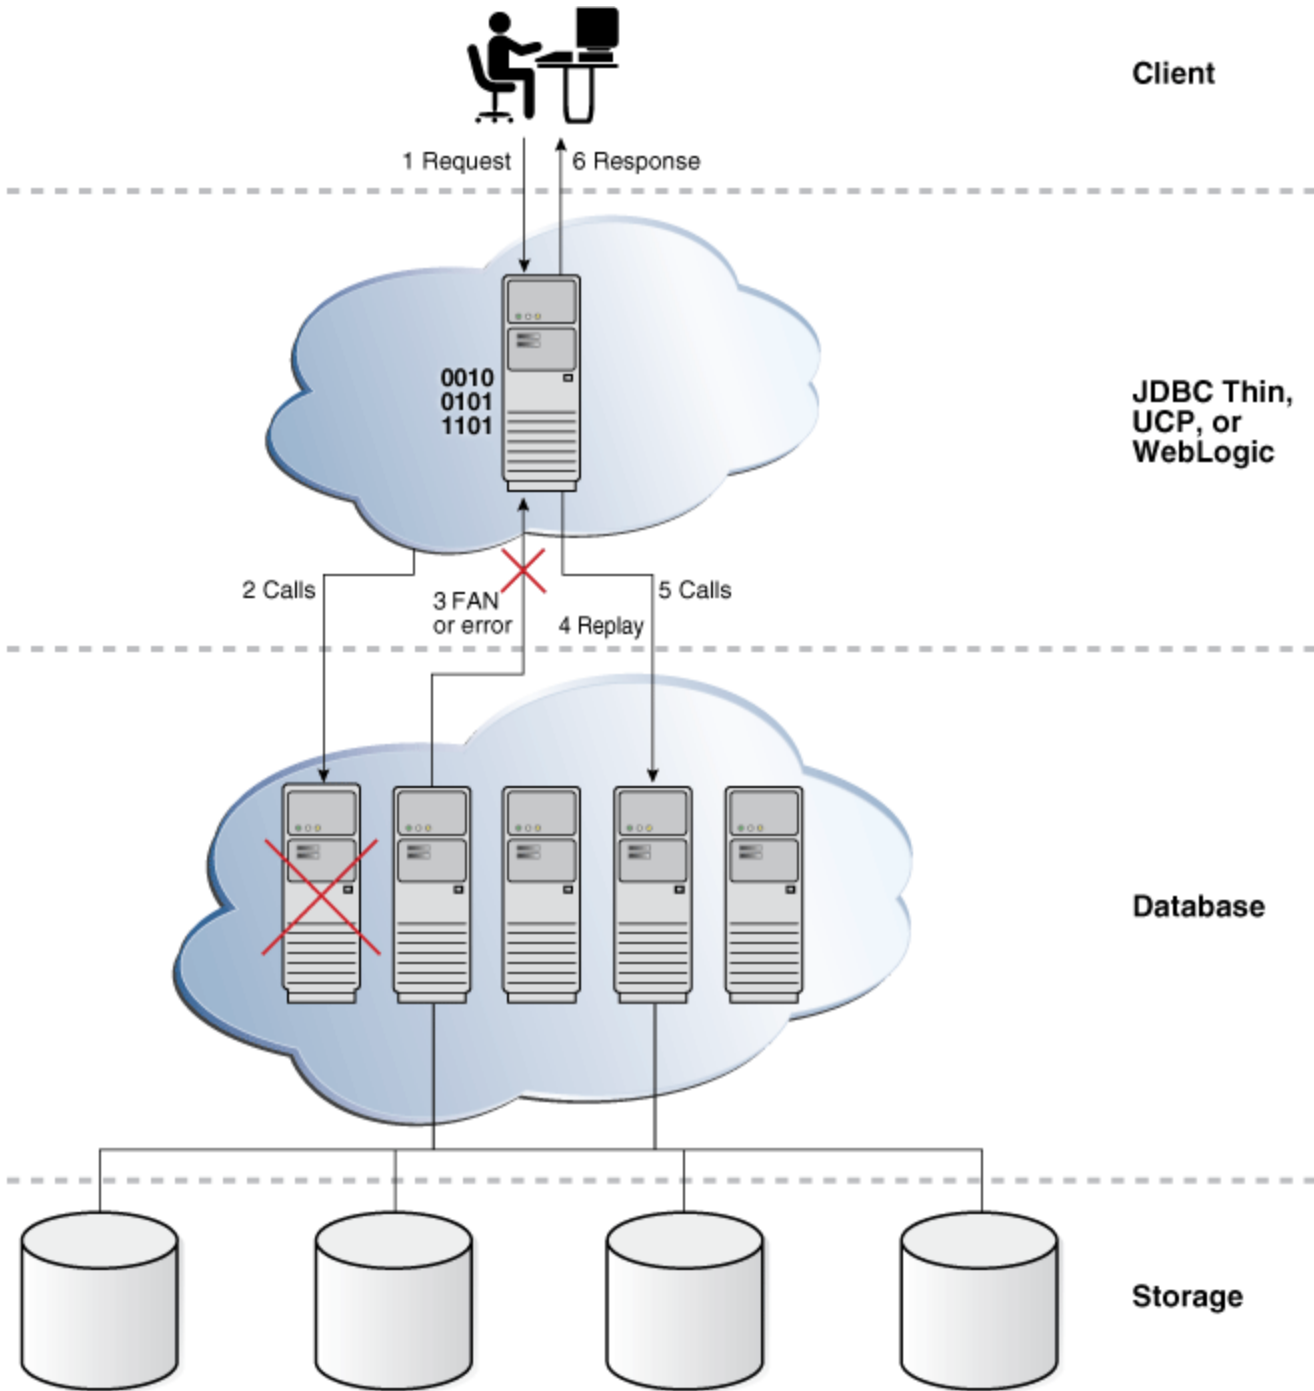 Client
1 Request
6 Response
0010
0101
1101
JDBC Thin,
UCP, or
WebLogic
2 Calls
3 FAN
or error
4 Replay
5 Calls
Database
Storage